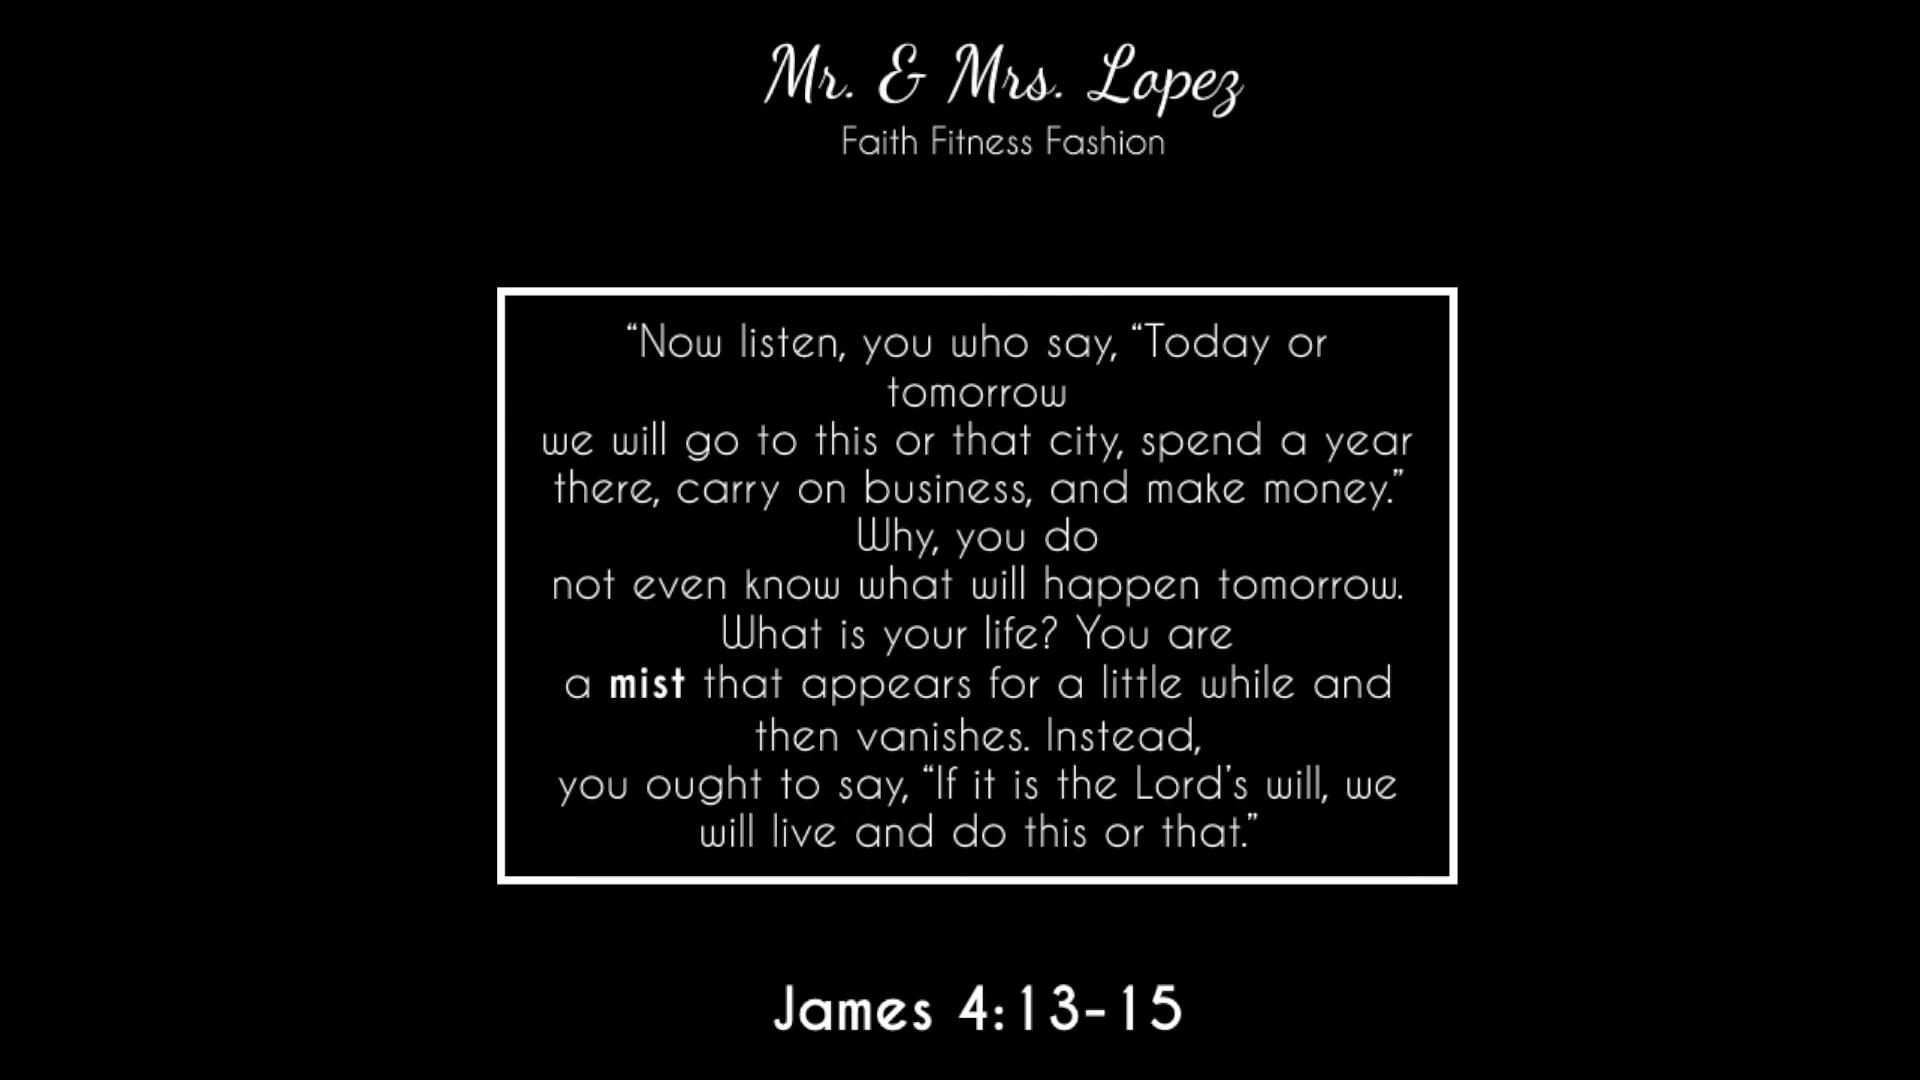 Mr. & Mrs. Lopez
Faith Fitness Fashion
“Now listen, you who say, “Today or
tomorrow
we will go to this or that city, spend a year
there, carry on business, and make money.”
Why, you do
not even know what will happen tomorrow.
What is your life? You are
a mist that appears for a little while and
then vanishes. Instead,
you ought to say, “If it is the Lord’s will, we
will live and do this or that.”
James 4:13-15